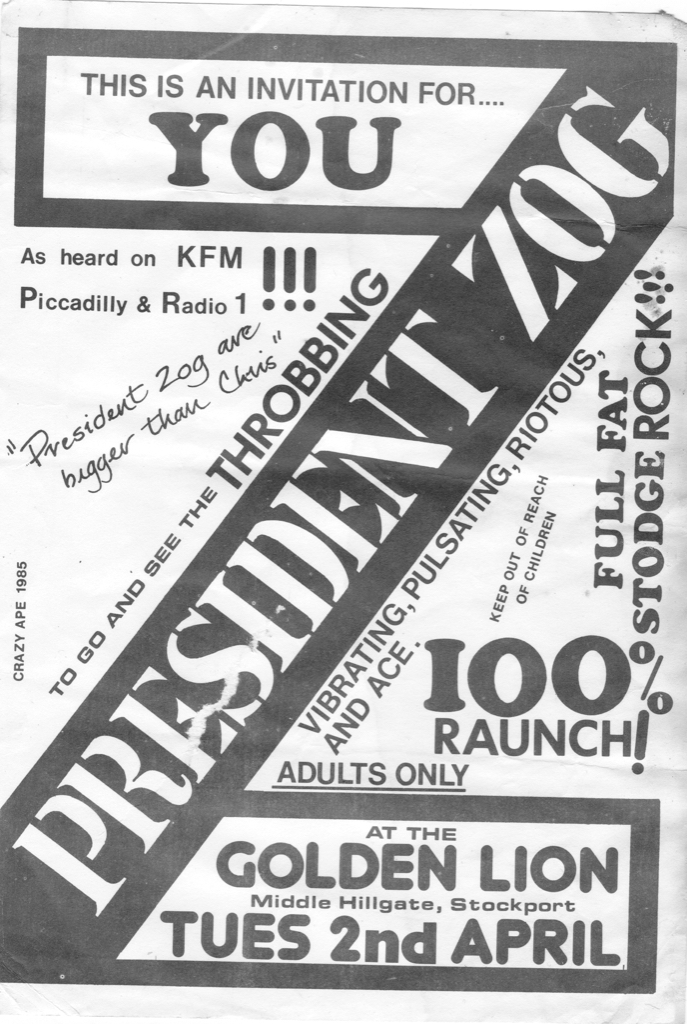 THIS IS AN INVITATION FOR....
YOU
As heard on KFM
Piccadilly & Radio 1 !!!
"President Zog are
bigger than Chris"
TO GO AND SEE THE THROBBING
PRESIDENT ZOG
VIBRATING, PULSATING, RIOTOUS,
AND ACE.
KEEP OUT OF REACH
OF CHILDREN
FULL FAT
STODGE ROCK!!!
100%
RAUNCH!
CRAZY APE 1985
ADULTS ONLY
AT THE
GOLDEN LION
Middle Hillgate, Stockport
TUES 2nd APRIL